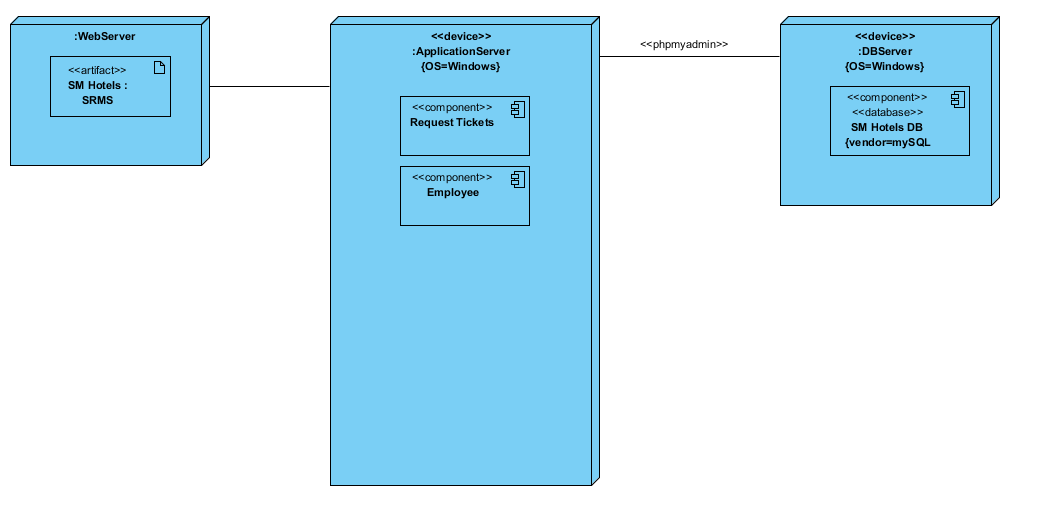 :WebServer
<<artifact>>
SM Hotels :
SRMS
<<device>>
:ApplicationServer
{OS=Windows}
<<component>>
Request Tickets
<<component>>
Employee
<<phpmyadmin>>
<<device>>
:DBServer
{OS=Windows}
<<component>>
<<database>>
SM Hotels DB
{vendor=mySQL